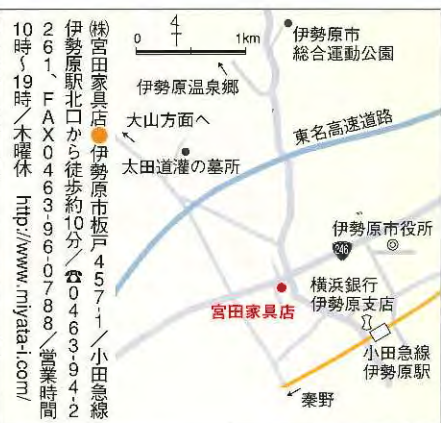 ㈱宮田家具店●伊勢原市板戸457-1/小田急線
伊勢原駅北口から徒歩約10分/☎0463-94-2
261、FAX0463-96-0788/営業時間
10時〜19時/木曜休 http://www.miyata-i.com/
4
0 1km
伊勢原市
総合運動公園
伊勢原温泉郷
大山方面へ
東名高速道路
太田道灌の墓所
伊勢原市役所
246
横浜銀行
伊勢原支店
宮田家具店
小田急線
伊勢原駅
秦野